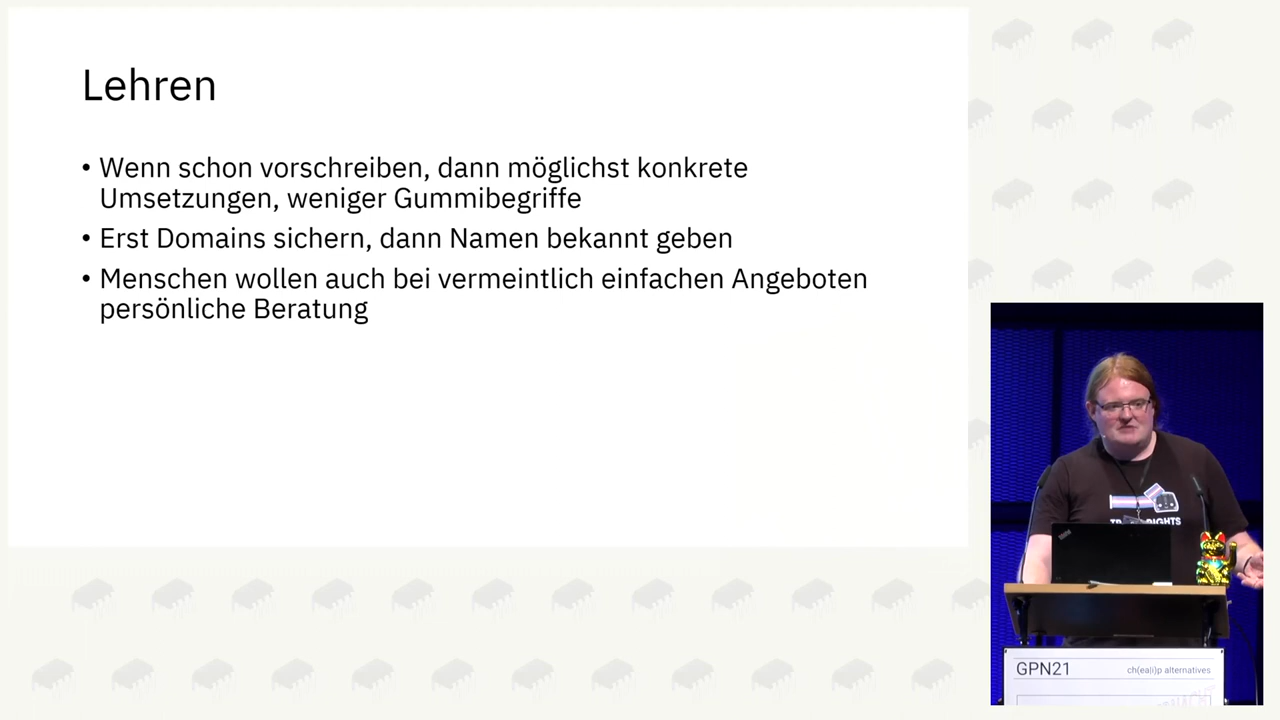 Lehren
• Wenn schon vorschreiben, dann möglichst konkrete
Umsetzungen, weniger Gummibegriffe
• Erst Domains sichern, dann Namen bekannt geben
• Menschen wollen auch bei vermeintlich einfachen Angeboten
persönliche Beratung
GPN21
ch(ea|i)p alternatives